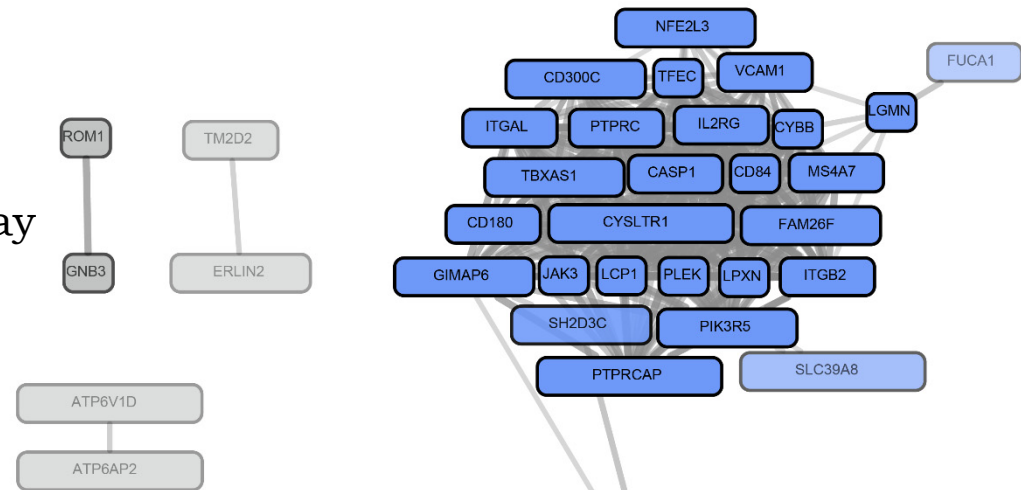 NFE2L3
CD300C TFEC VCAM1 FUCA1
LGMN
ITGAL PTPRC IL2RG CYBB
ROM1 TM2D2
TBXAS1 CASP1 CD84 MS4A7
ay
CD180 CYSLTR1 FAM26F
GNB3 ERLIN2 GIMAP6 JAK3 LCP1 PLEK LPXN ITGB2
SH2D3C PIK3R5
PTPRCAP SLC39A8
ATP6V1D
ATP6AP2